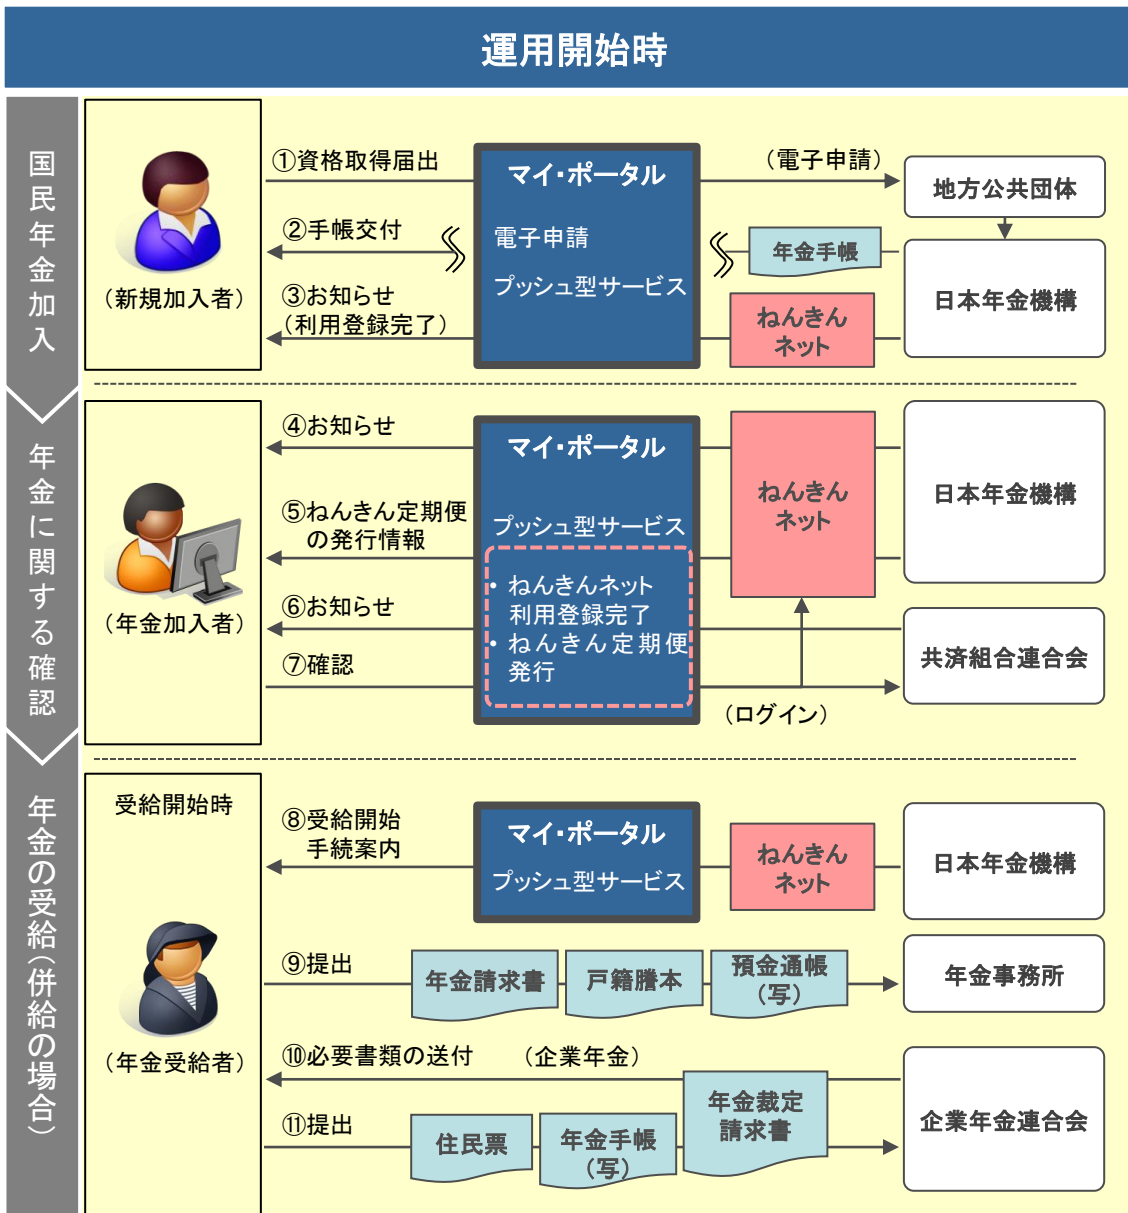 運用開始時
国民年金加入
(新規加入者)
①資格取得届出
②手帳交付
③お知らせ
(利用登録完了)
マイ・ポータル
電子申請
プッシュ型サービス
(電子申請)
年金手帳
ねんきん
ネット
地方公共団体
日本年金機構
年金に関する確認
(年金加入者)
④お知らせ
⑤ねんきん定期便
の発行情報
⑥お知らせ
⑦確認
マイ・ポータル
プッシュ型サービス
・ ねんきんネット
利用登録完了
・ ねんきん定期便
発行
ねんきん
ネット
(ログイン)
日本年金機構
共済組合連合会
年金の受給(併給の場合)
受給開始時
(年金受給者)
⑧受給開始
手続案内
マイ・ポータル
プッシュ型サービス
ねんきん
ネット
日本年金機構
⑨提出
年金請求書
戸籍謄本
預金通帳
(写)
年金事務所
⑩必要書類の送付
(企業年金)
年金裁定
請求書
⑪提出
住民票
年金手帳
(写)
企業年金連合会